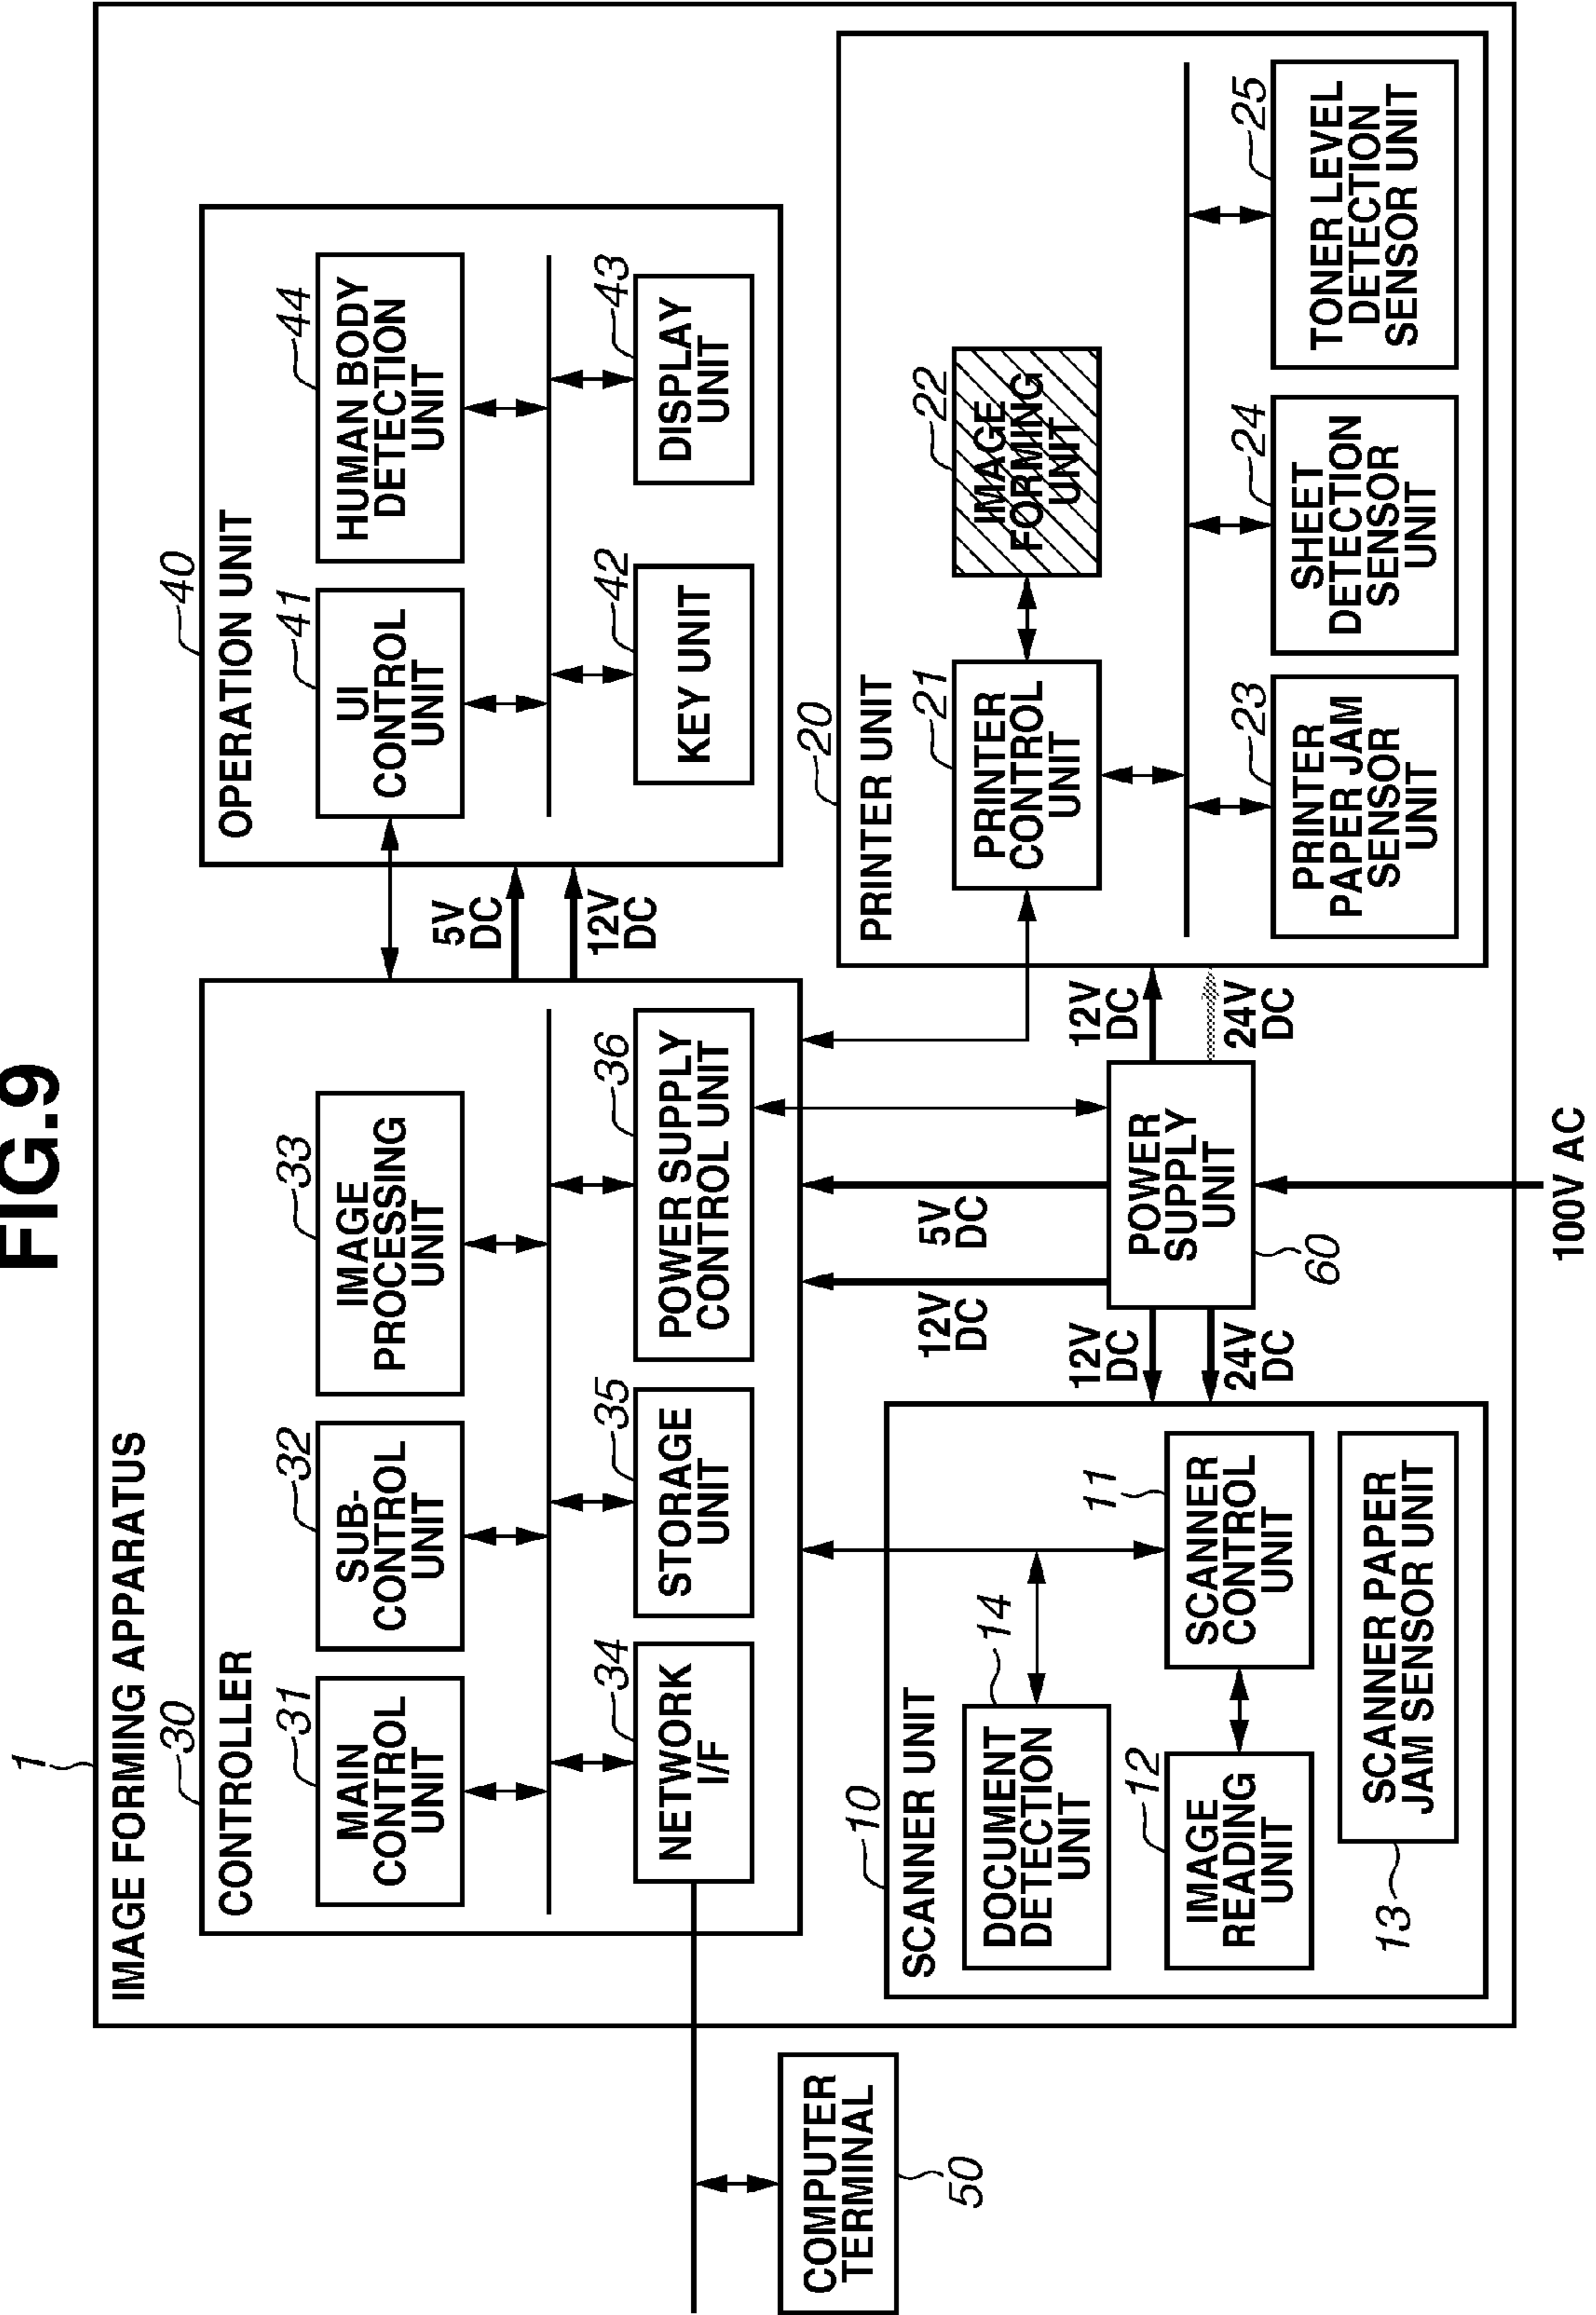 FIG.9
1
IMAGE FORMING APPARATUS
30
CONTROLLER
31
MAIN
CONTROL
UNIT
32
SUB-
CONTROL
UNIT
33
IMAGE
PROCESSING
UNIT
34
NETWORK
I/F
35
STORAGE
UNIT
36
POWER SUPPLY
CONTROL UNIT
5V
DC
12V
DC
40
OPERATION UNIT
41
UI
CONTROL
UNIT
44
HUMAN BODY
DETECTION
UNIT
42
KEY UNIT
43
DISPLAY
UNIT
50
COMPUTER
TERMINAL
10
SCANNER UNIT
14
DOCUMENT
DETECTION
UNIT
12
IMAGE
READING
UNIT
11
SCANNER
CONTROL
UNIT
13
SCANNER PAPER
JAM SENSOR UNIT
12V
DC
24V
DC
12V
DC
5V
DC
POWER
SUPPLY
UNIT
60
100V AC
12V
DC
24V
DC
20
PRINTER UNIT
21
PRINTER
CONTROL
UNIT
22
IMAGE
FORMING
UNIT
23
PRINTER
PAPER JAM
SENSOR
UNIT
24
SHEET
DETECTION
SENSOR
UNIT
25
TONER LEVEL
DETECTION
SENSOR UNIT